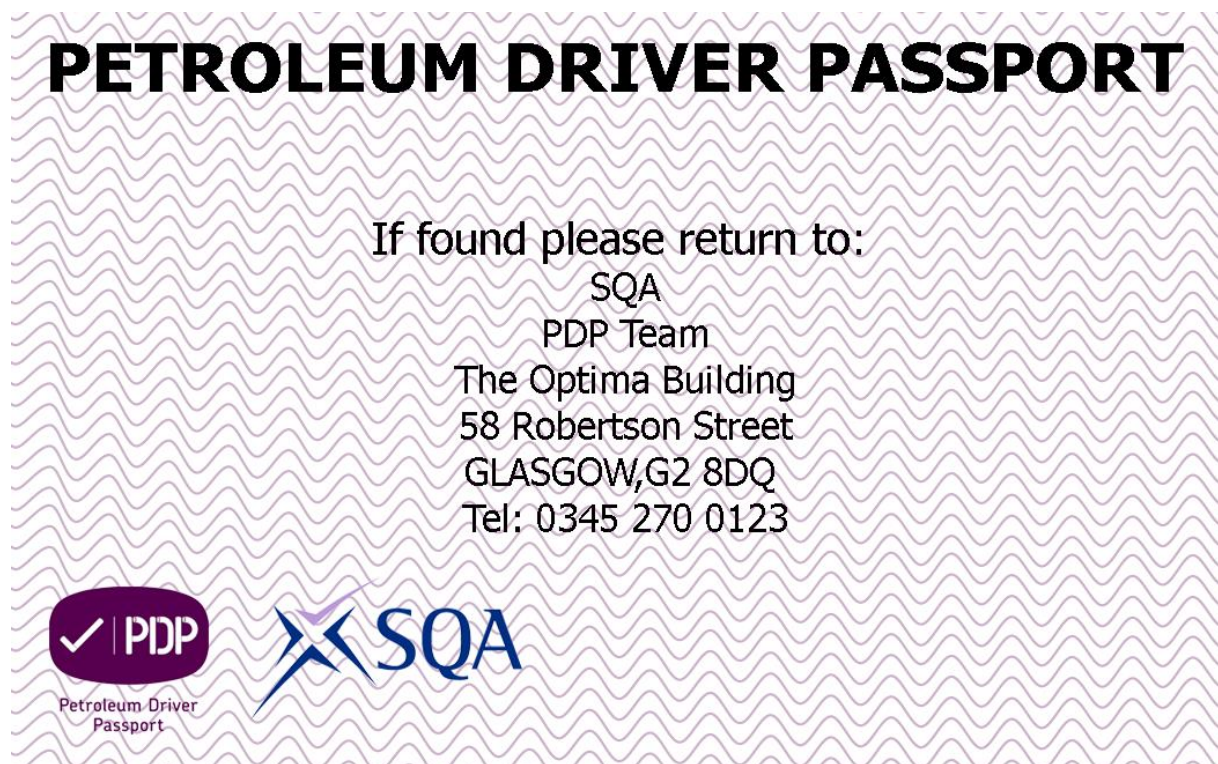 PETROLEUM DRIVER PASSPORT
If found please return to:
SQA
PDP Team
The Optima Building
58 Robertson Street
GLASGOW,G2 8DQ
Tel: 0345 270 0123
PDP
Petroleum Driver
Passport
SQA